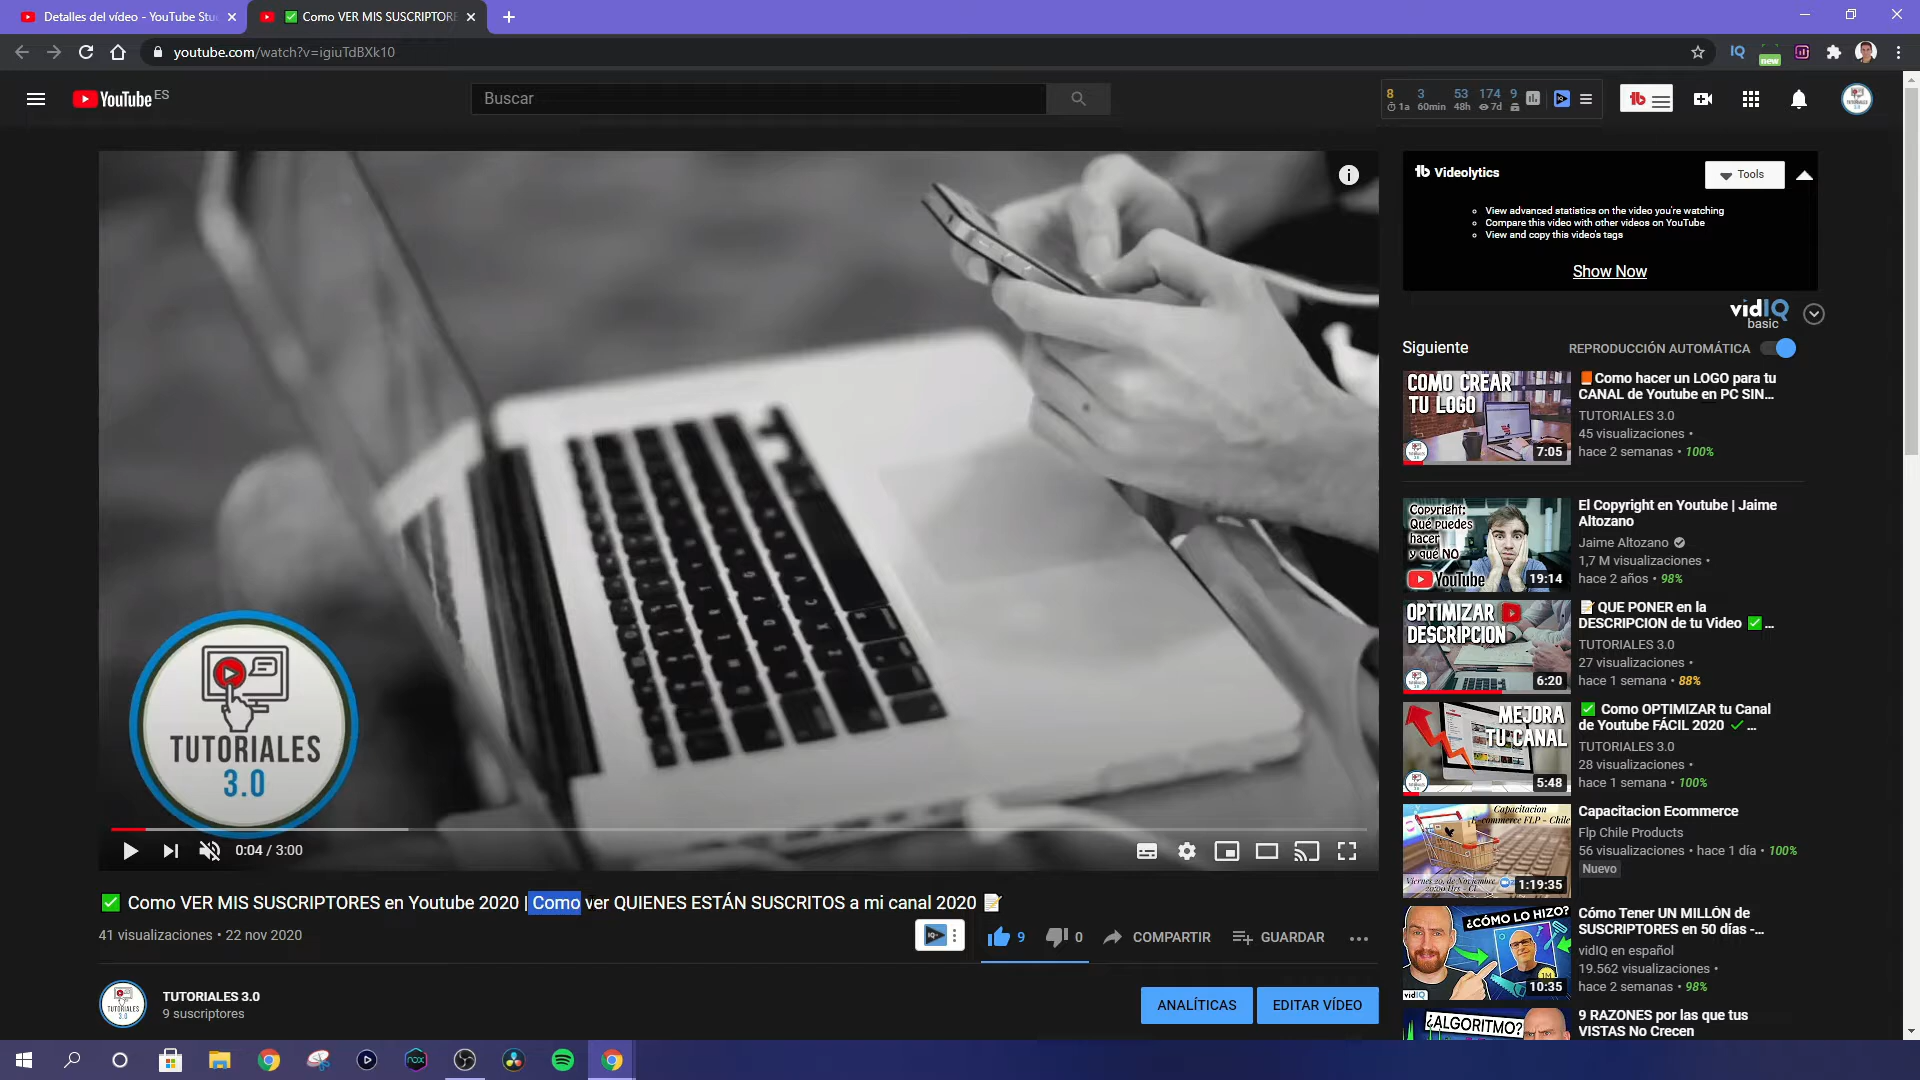 Detalles del vídeo - YouTube Stu
Como VER MIS SUSCRIPTORE
youtube.com/watch?v=igiuTdBXk10
IQ
new
YouTube ES
Buscar
8 3 53 174 9
1a 60min 48h 7d
Videolytics
Tools
View advanced statistics on the video you're watching
Compare this video with other videos on YouTube
View and copy this video's tags
Show Now
vidIQ
basic
Siguiente
REPRODUCCIÓN AUTOMÁTICA
COMO CREAR
TU LOGO
7:05
Como hacer un LOGO para tu
CANAL de Youtube en PC SIN...
TUTORIALES 3.0
45 visualizaciones •
hace 2 semanas • 100%
Copyright:
Qué puedes
hacer
y qué NO
YouTube
19:14
El Copyright en Youtube | Jaime
Altozano
Jaime Altozano
1,7 M visualizaciones •
hace 2 años • 98%
OPTIMIZAR
DESCRIPCION
6:20
QUE PONER en la
DESCRIPCION de tu Video ✅ ...
TUTORIALES 3.0
27 visualizaciones •
hace 1 semana • 88%
MEJORA
TU CANAL
5:48
✅ Como OPTIMIZAR tu Canal
de Youtube FÁCIL 2020 ✓ ...
TUTORIALES 3.0
28 visualizaciones •
hace 1 semana • 100%
Capacitacion
E-commerce FLP - Chile
1:19:35
Capacitacion Ecommerce
Flp Chile Products
56 visualizaciones • hace 1 día • 100%
Nuevo
¿CÓMO LO HIZO?
1M
vidIQ
10:35
Cómo Tener UN MILLÓN de
SUSCRIPTORES en 50 días -...
vidIQ en español
19.562 visualizaciones •
hace 2 semanas • 98%
¿ALGORITMO?
9 RAZONES por las que tus
VISTAS No Crecen
TUTORIALES
3.0
0:04 / 3:00
✅ Como VER MIS SUSCRIPTORES en Youtube 2020 | Como ver QUIENES ESTÁN SUSCRITOS a mi canal 2020 📝
41 visualizaciones • 22 nov 2020
9
0
COMPARTIR
GUARDAR
TUTORIALES 3.0
9 suscriptores
ANALÍTICAS
EDITAR VÍDEO
nox